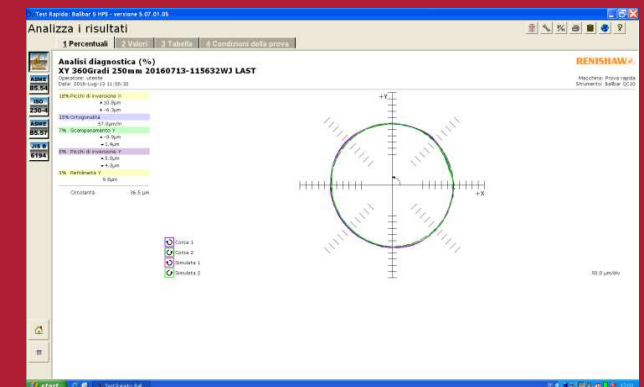 Test Rapido: Ballbar 5 HPS - versione 5.07.01.05
Analizza i risultati
1 Percentuali 2 Valori 3 Tabella 4 Condizioni della prova
Analisi diagnostica (%)
XY 360Gradi 250mm 20160713-115632WJ LAST
Operatore: utente
Data: 2016-Lug-13 11:56:32
RENISHAW
Macchina: Prova rapida
Strumento: Ballbar QC10
ASME
B5.54
ISO
230-4
ASME
B5.57
JIS B
6194
18% Picchi di inversione X
15% Ortogonalità
37.0µm/m
7% Scampanamento Y
5% Picchi di inversione Y
5% Rettilineità Y
Circolarità 36.5 µm
+Y
+X
Corsa 1
Corsa 2
Simulata 1
Simulata 2
50.0 µm/div
start